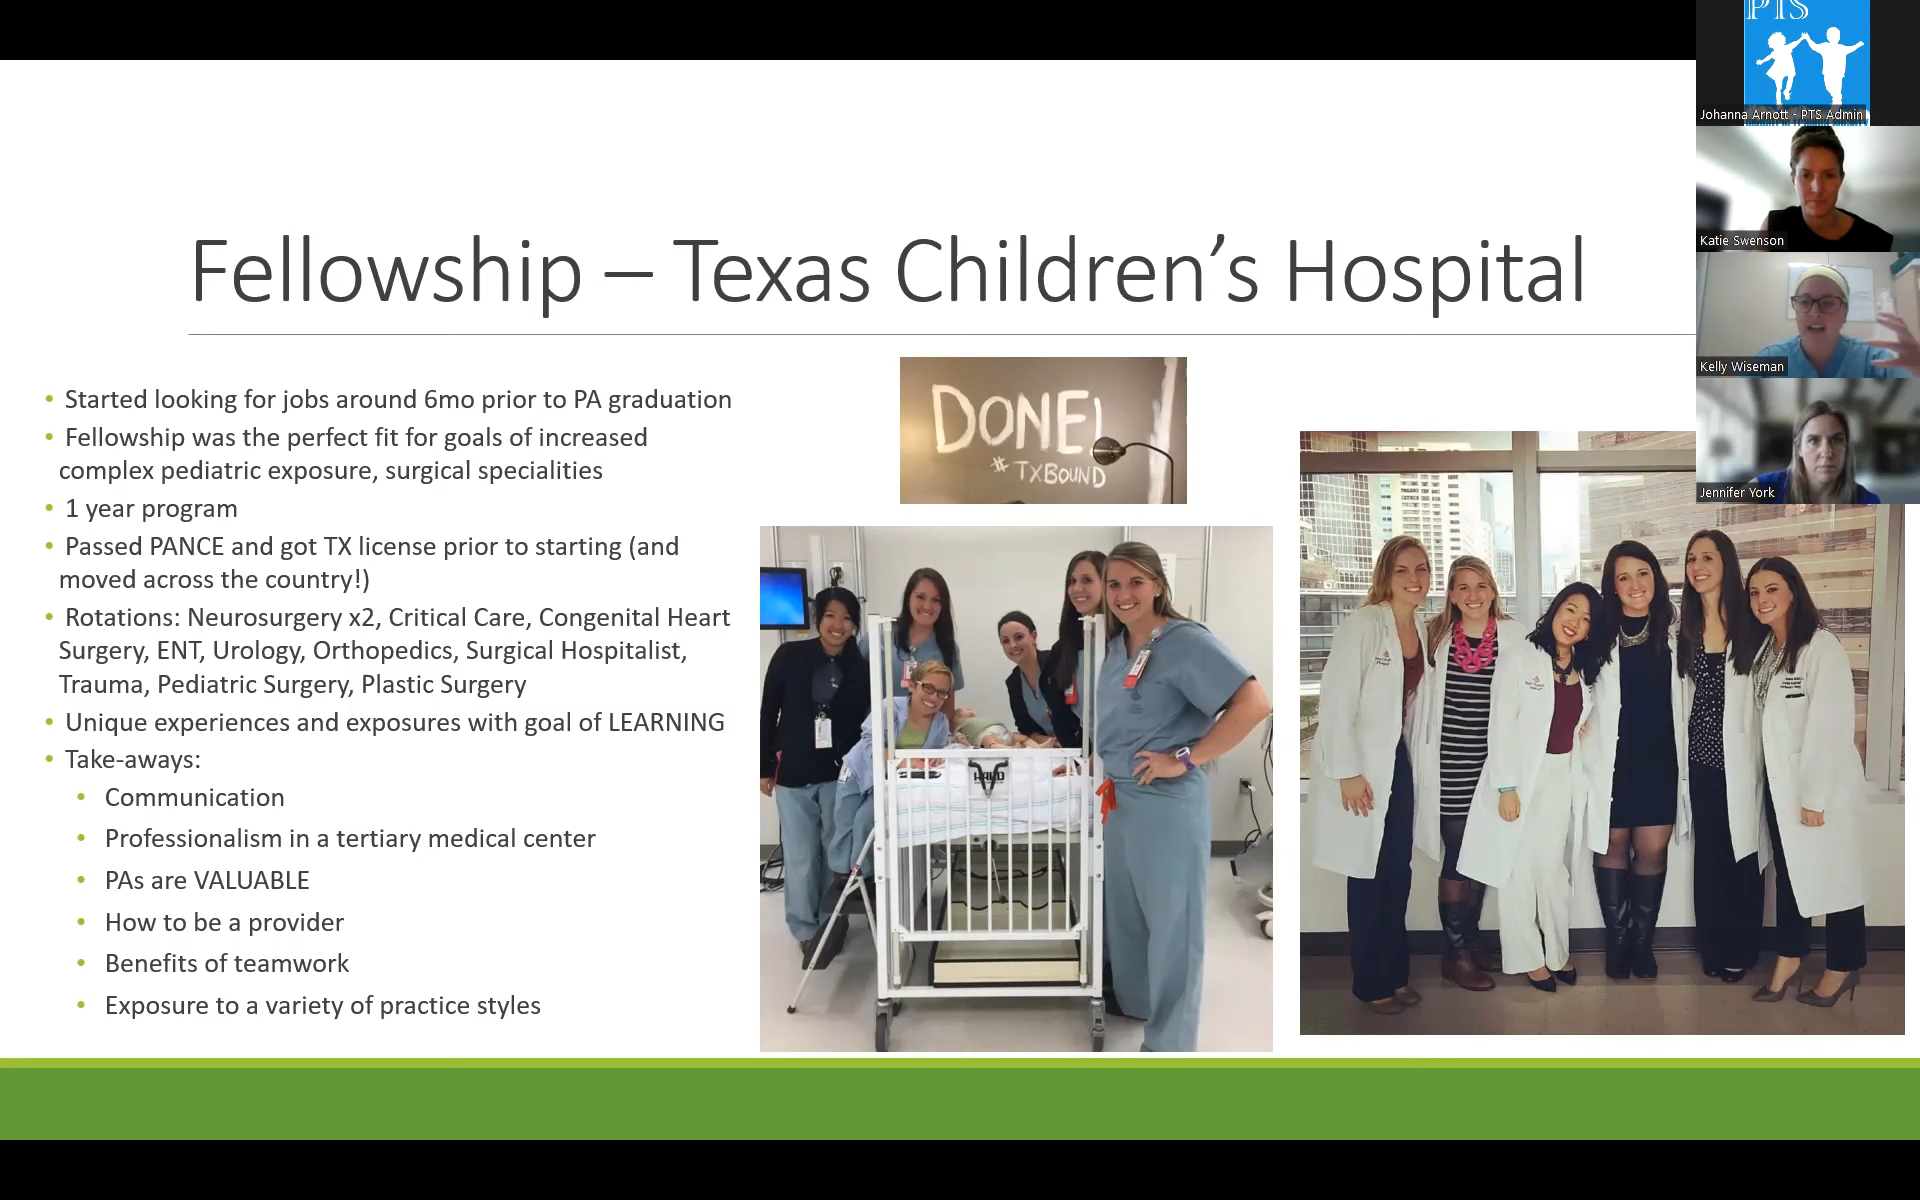 PTS
Johanna Arnott - PTS Admin
Katie Swenson
Kelly Wiseman
Jennifer York
Fellowship – Texas Children’s Hospital
• Started looking for jobs around 6mo prior to PA graduation
• Fellowship was the perfect fit for goals of increased
complex pediatric exposure, surgical specialities
• 1 year program
• Passed PANCE and got TX license prior to starting (and
moved across the country!)
• Rotations: Neurosurgery x2, Critical Care, Congenital Heart
Surgery, ENT, Urology, Orthopedics, Surgical Hospitalist,
Trauma, Pediatric Surgery, Plastic Surgery
• Unique experiences and exposures with goal of LEARNING
• Take-aways:
• Communication
• Professionalism in a tertiary medical center
• PAs are VALUABLE
• How to be a provider
• Benefits of teamwork
• Exposure to a variety of practice styles
DONE!
# TXBOUND
HARD